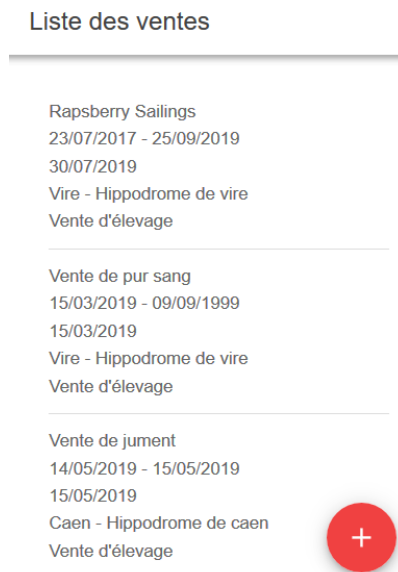 Liste des ventes
Rapsberry Sailings
23/07/2017 - 25/09/2019
30/07/2019
Vire - Hippodrome de vire
Vente d'élevage
Vente de pur sang
15/03/2019 - 09/09/1999
15/03/2019
Vire - Hippodrome de vire
Vente d'élevage
Vente de jument
14/05/2019 - 15/05/2019
15/05/2019
Caen - Hippodrome de caen
Vente d'élevage
+